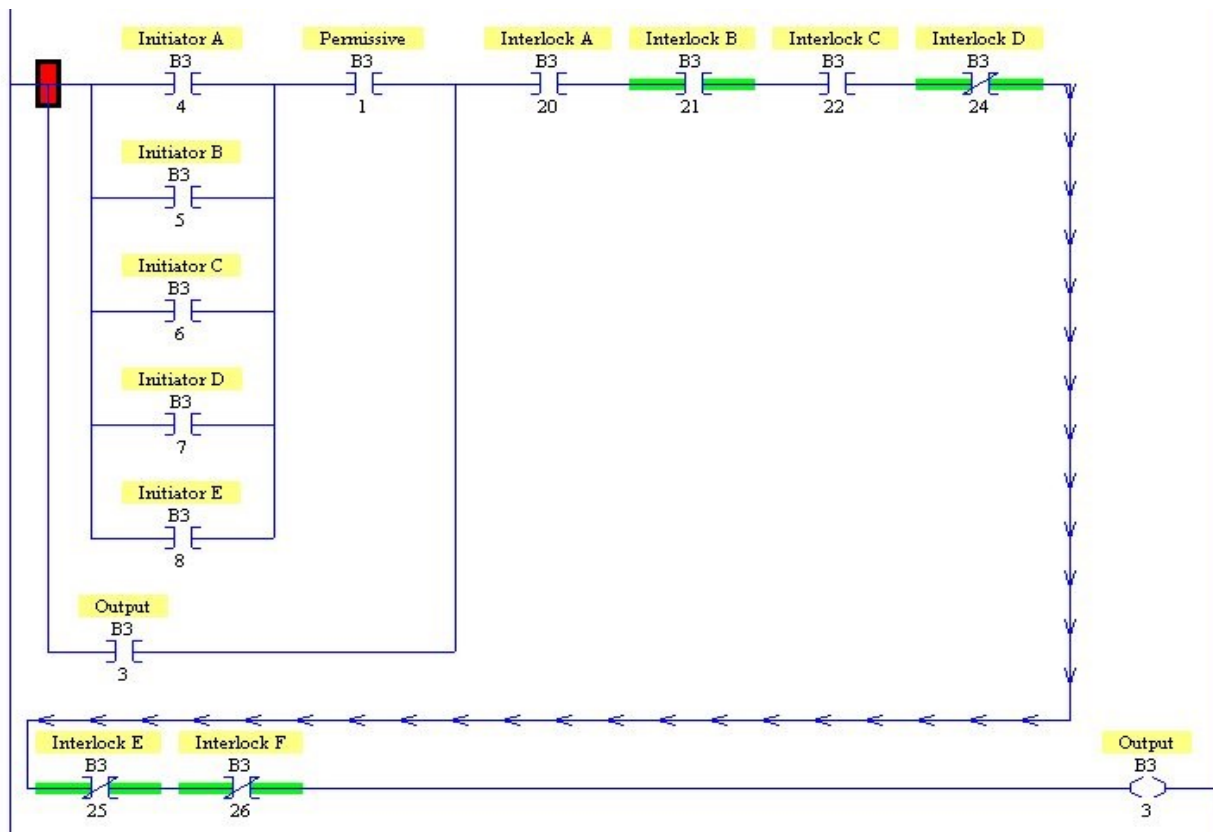 Initiator A Permissive Interlock A Interlock B Interlock C Interlock D
B3 B3 B3 B3 B3 B3
4 1 20 21 22 24
Initiator B
B3
5
Initiator C
B3
6
Initiator D
B3
7
Initiator E
B3
8
Output
B3
3
Interlock E Interlock F Output
B3 B3 B3
25 26 3